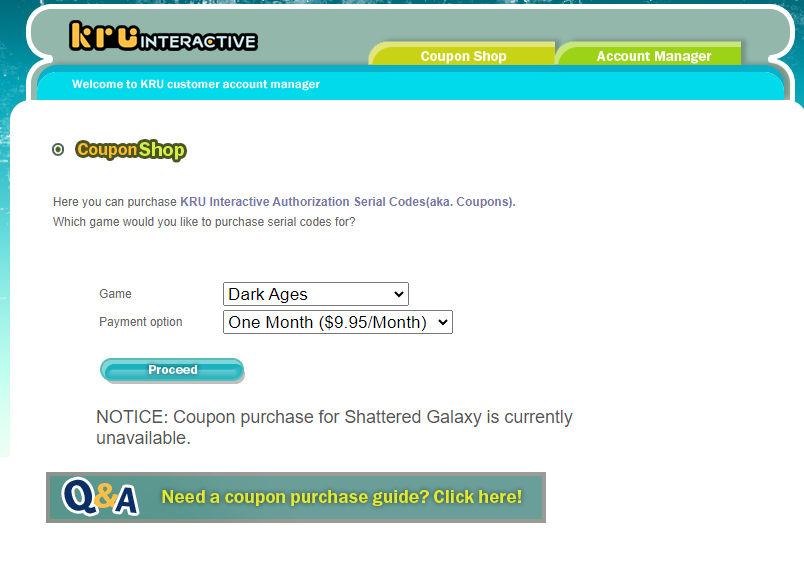 kru INTERACTIVE
Coupon Shop
Account Manager
Welcome to KRU customer account manager
CouponShop
Here you can purchase KRU Interactive Authorization Serial Codes(aka. Coupons).
Which game would you like to purchase serial codes for?
Game
Dark Ages
Payment option
One Month ($9.95/Month)
Proceed
NOTICE: Coupon purchase for Shattered Galaxy is currently
unavailable.
Q&A Need a coupon purchase guide? Click here!